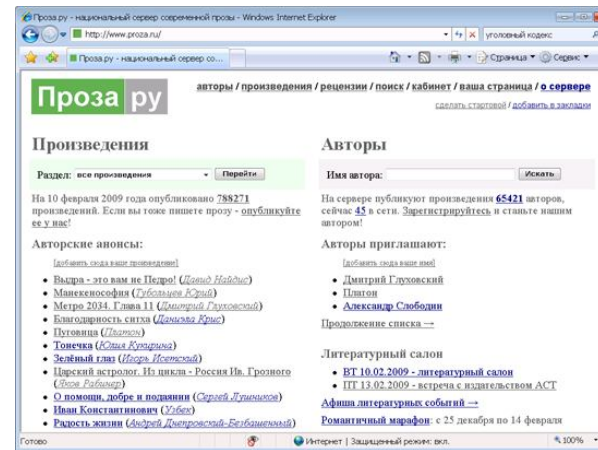 Проза.ру - национальный сервер современной прозы - Windows Internet Explorer
http://www.proza.ru/
уголовный кодекс
Проза.ру - национальный сервер со...
Страница
Сервис
Проза ру
авторы / произведения / рецензии / поиск / кабинет / ваша страница / о сервере
сделать стартовой / добавить в закладки
Произведения
Раздел: все произведения Перейти
На 10 февраля 2009 года опубликовано 788271
произведений. Если вы тоже пишете прозу - опубликуйте
ее у нас!
Авторские анонсы:
[добавить сюда ваше произведение]
Выдра - это вам не Педро! (Давид Найдис)
Манекенософия (Губольцев Юрий)
Метро 2034. Глава 11 (Дмитрий Глуховский)
Благодарность ситха (Даниэла Крис)
Пуговица (Платон)
Тонечка (Юлия Кукирина)
Зелёный глаз (Игорь Исетский)
Царский астролог. Из цикла - Россия Ив. Грозного
(Яков Рабинер)
О помощи, добре и подаянии (Сергей Лушников)
Иван Константинович (Узбек)
Радость жизни (Андрей Днепровский-Безбашенный)
Авторы
Имя автора: Искать
На сервере публикуют произведения 65421 авторов,
сейчас 45 в сети. Зарегистрируйтесь и станьте нашим
автором!
Авторы приглашают:
[добавить сюда ваше имя]
Дмитрий Глуховский
Платон
Александр Слободин
Продолжение списка →
Литературный салон
ВТ 10.02.2009 - литературный салон
ПТ 13.02.2009 - встреча с издательством АСТ
Афиша литературных событий →
Романтичный марафон: с 25 декабря по 14 февраля
Готово
Интернет | Защищенный режим: вкл.
100%